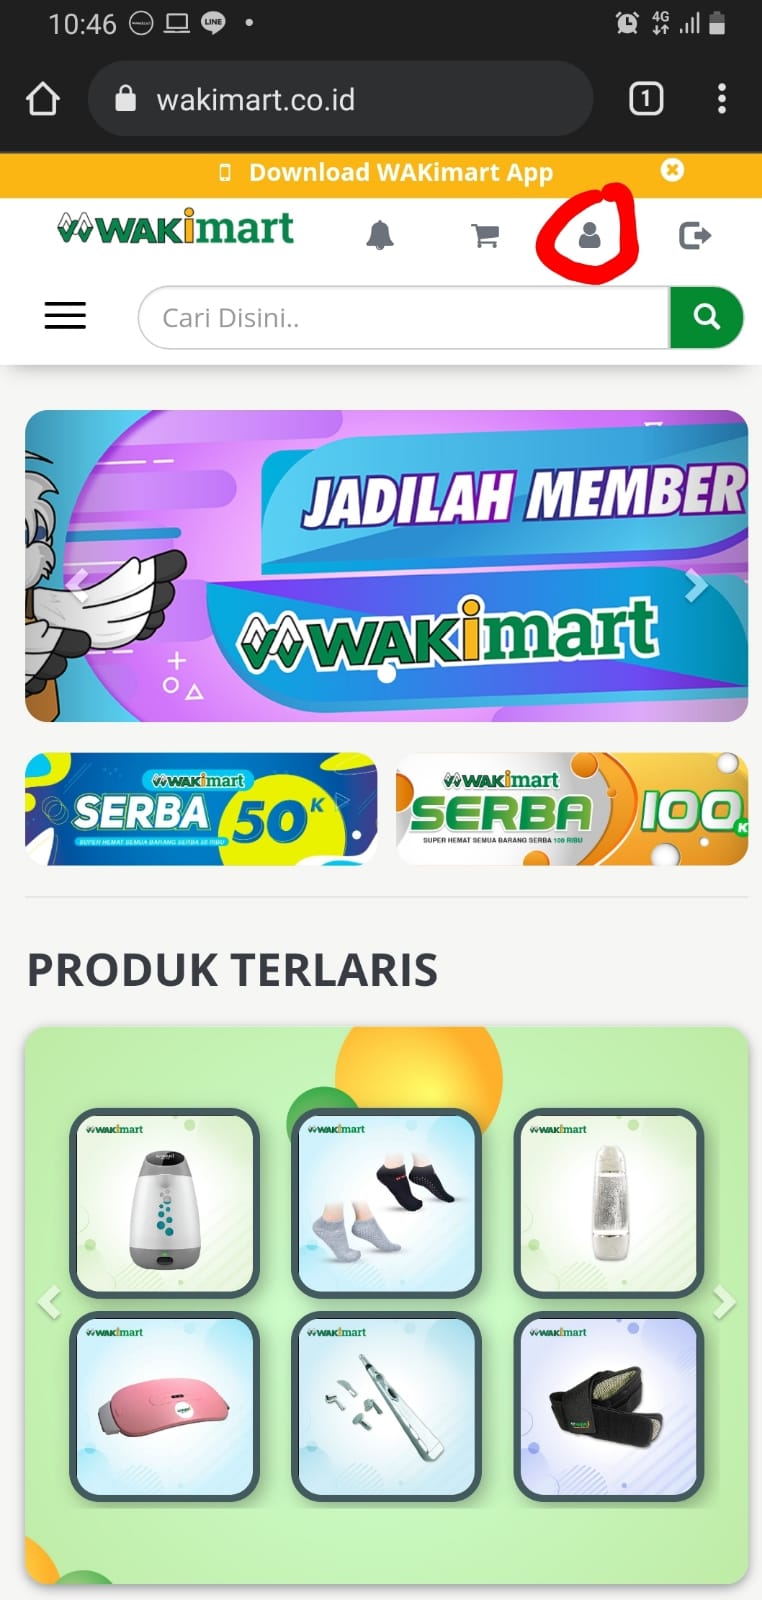 10:46 LINE 4G
wakimart.co.id 1
Download WAKimart App
WAKimart
Cari Disini..
JADILAH MEMBER
WAKimart
WAKimart
SERBA 50K
SUPER HEMAT SEMUA BARANG SERBA 50 RIBU
WAKimart
SERBA 100K
SUPER HEMAT SEMUA BARANG SERBA 100 RIBU
PRODUK TERLARIS
WAKimart WAKimart WAKimart
WAKimart WAKimart WAKimart